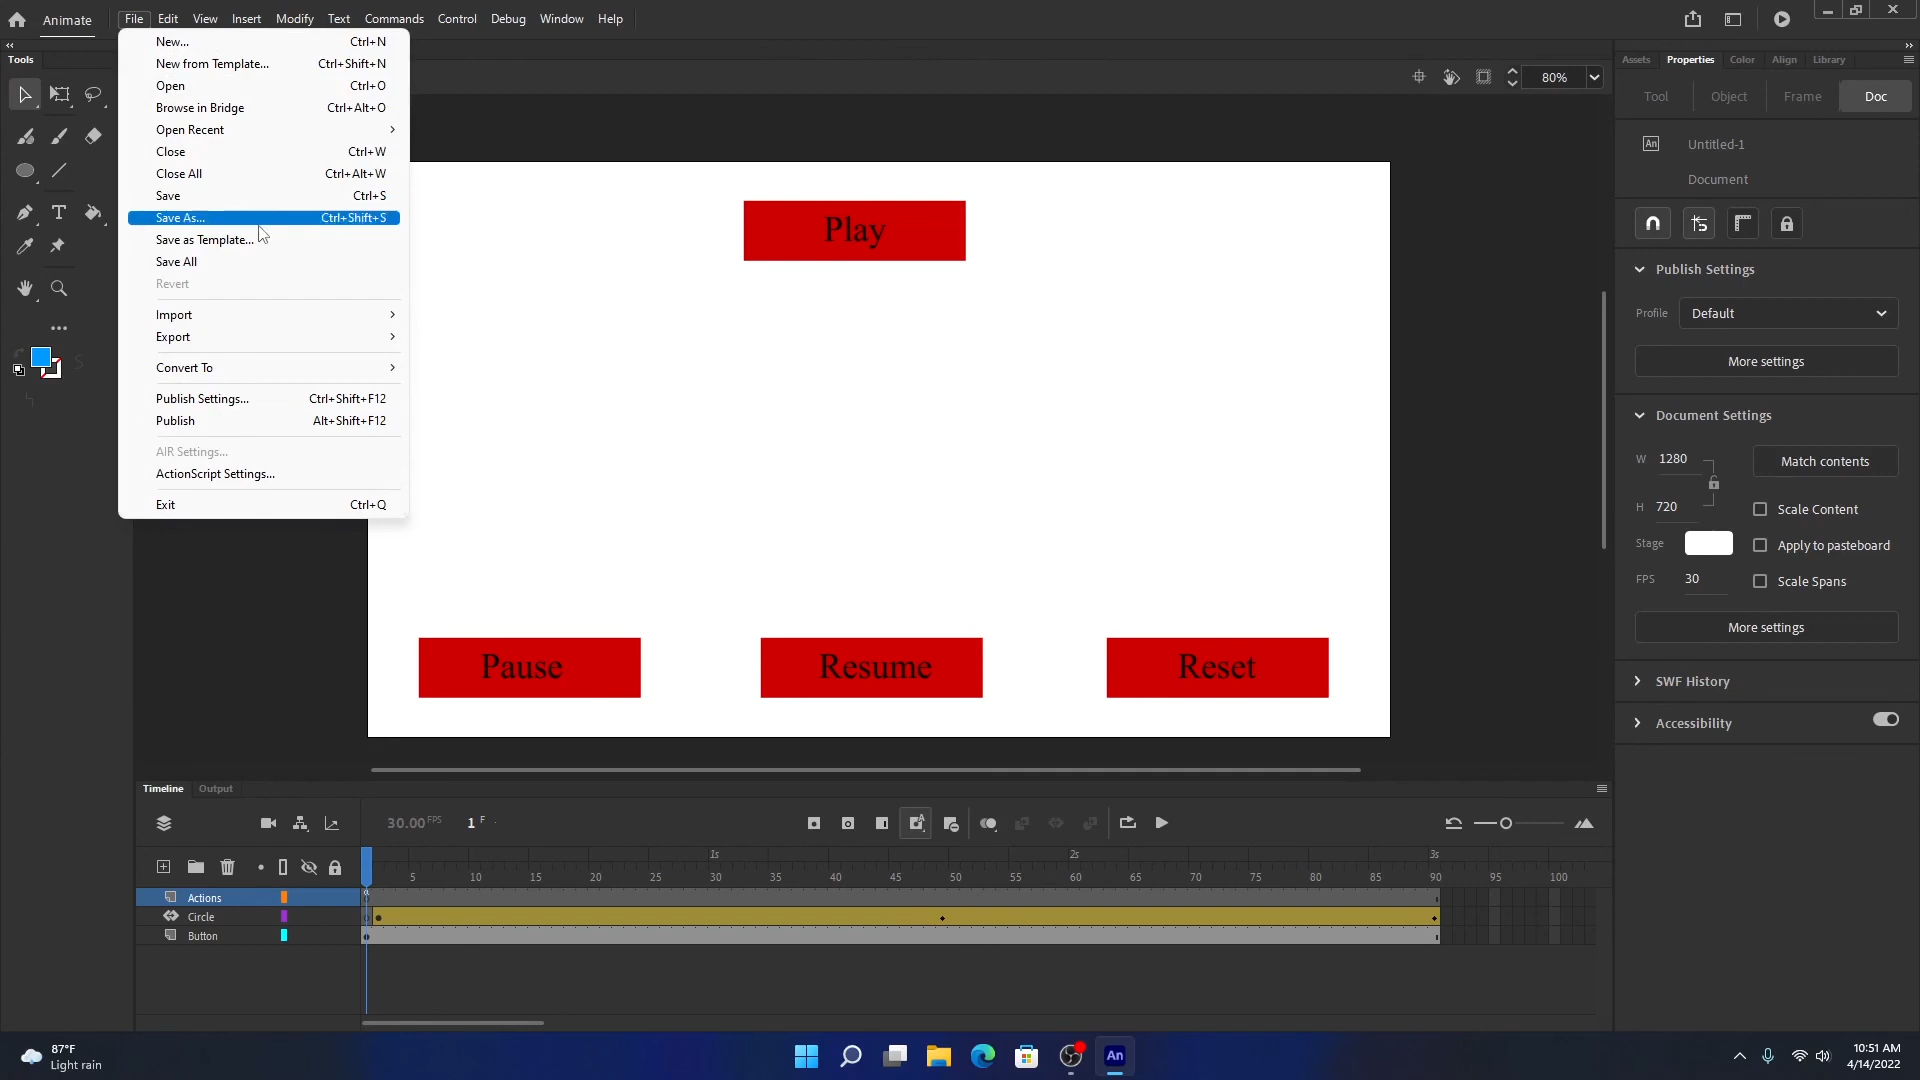 Animate
File Edit View Insert Modify Text Commands Control Debug Window Help
Tools
New... Ctrl+N
New from Template... Ctrl+Shift+N
Open Ctrl+O
Browse in Bridge Ctrl+Alt+O
Open Recent
Close Ctrl+W
Close All Ctrl+Alt+W
Save Ctrl+S
Save As... Ctrl+Shift+S
Save as Template...
Save All
Revert
Import
Export
Convert To
Publish Settings... Ctrl+Shift+F12
Publish Alt+Shift+F12
AIR Settings...
ActionScript Settings...
Exit Ctrl+Q
80%
Play
Pause
Resume
Reset
Assets Properties Color Align Library
Tool Object Frame Doc
An Untitled-1
Document
Publish Settings
Profile Default
More settings
Document Settings
W 1280
Match contents
H 720
Scale Content
Stage
Apply to pasteboard
FPS 30
Scale Spans
More settings
SWF History
Accessibility
Timeline Output
30.00 FPS 1 F
1s 2s 3s
5 10 15 20 25 30 35 40 45 50 55 60 65 70 75 80 85 90 95 100
Actions
Circle
Button
87°F
Light rain
An
10:51 AM
4/14/2022